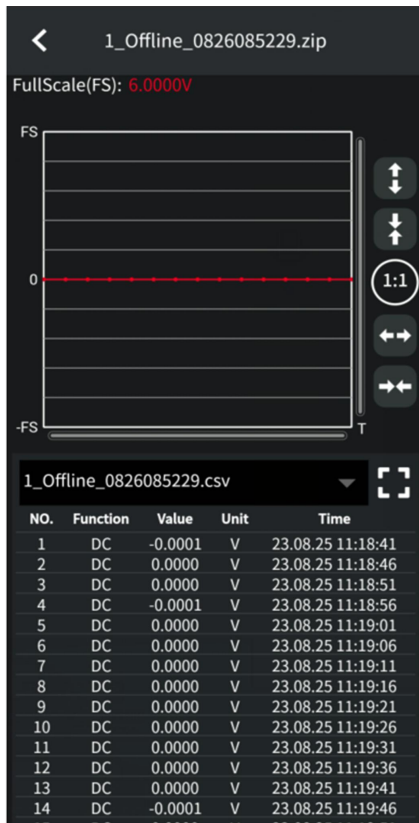 1_Offline_0826085229.zip
FullScale(FS): 6.0000V
FS
0
-FS
T
1:1
1_Offline_0826085229.csv
NO. Function Value Unit Time
1 DC -0.0001 V 23.08.25 11:18:41
2 DC 0.0000 V 23.08.25 11:18:46
3 DC 0.0000 V 23.08.25 11:18:51
4 DC -0.0001 V 23.08.25 11:18:56
5 DC 0.0000 V 23.08.25 11:19:01
6 DC 0.0000 V 23.08.25 11:19:06
7 DC 0.0000 V 23.08.25 11:19:11
8 DC 0.0000 V 23.08.25 11:19:16
9 DC 0.0000 V 23.08.25 11:19:21
10 DC 0.0000 V 23.08.25 11:19:26
11 DC 0.0000 V 23.08.25 11:19:31
12 DC 0.0000 V 23.08.25 11:19:36
13 DC 0.0000 V 23.08.25 11:19:41
14 DC -0.0001 V 23.08.25 11:19:46